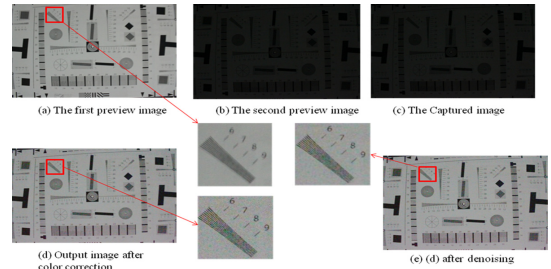 (a) The first preview image
(b) The second preview image
(c) The Captured image
6
7
8
9
6
7
8
9
6
7
8
9
(d) Output image after
color correction
(e) (d) after denoising